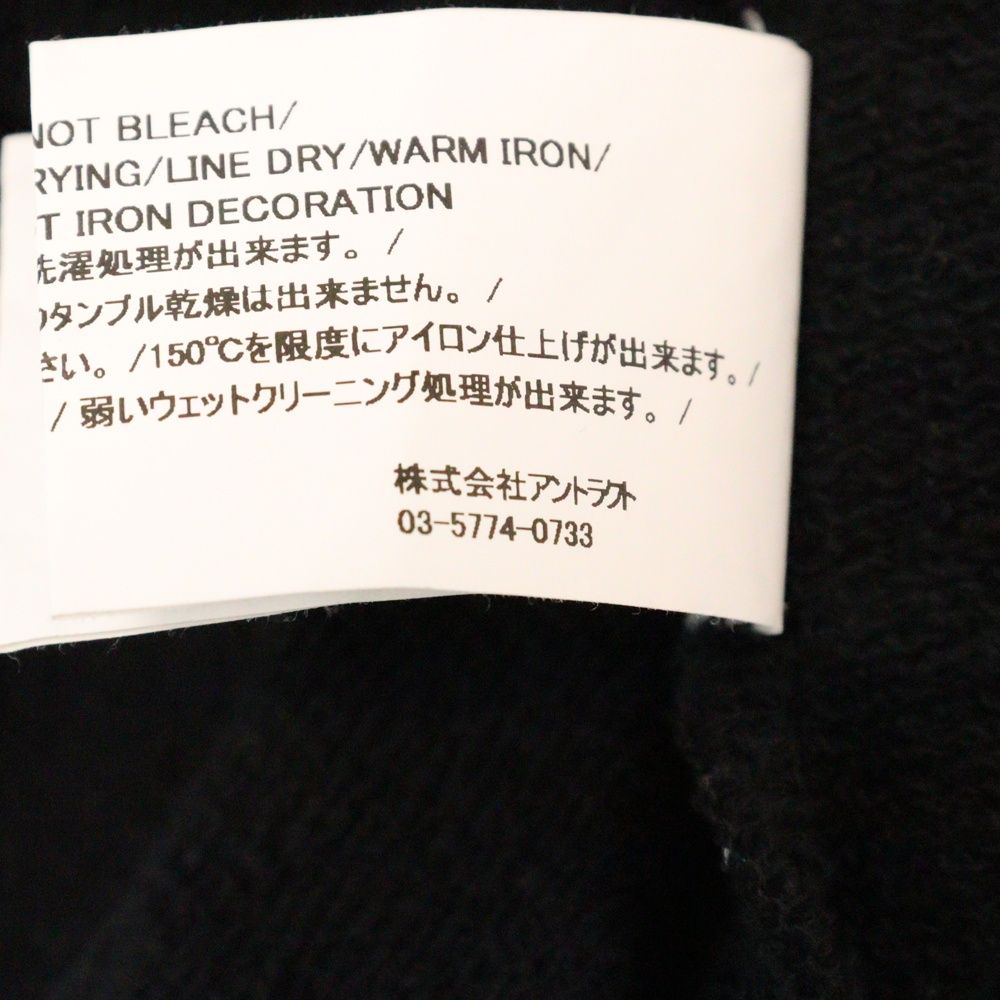 NOT BLEACH/
RYING/LINE DRY/WARM IRON/
T IRON DECORATION
洗濯処理が出来ます。 /
のタンブル乾燥は出来ません。 /
さい。 /150℃を限度にアイロン仕上げが出来ます。 /
/ 弱いウェットクリーニング処理が出来ます。 /
株式会社アントラクト
03-5774-0733